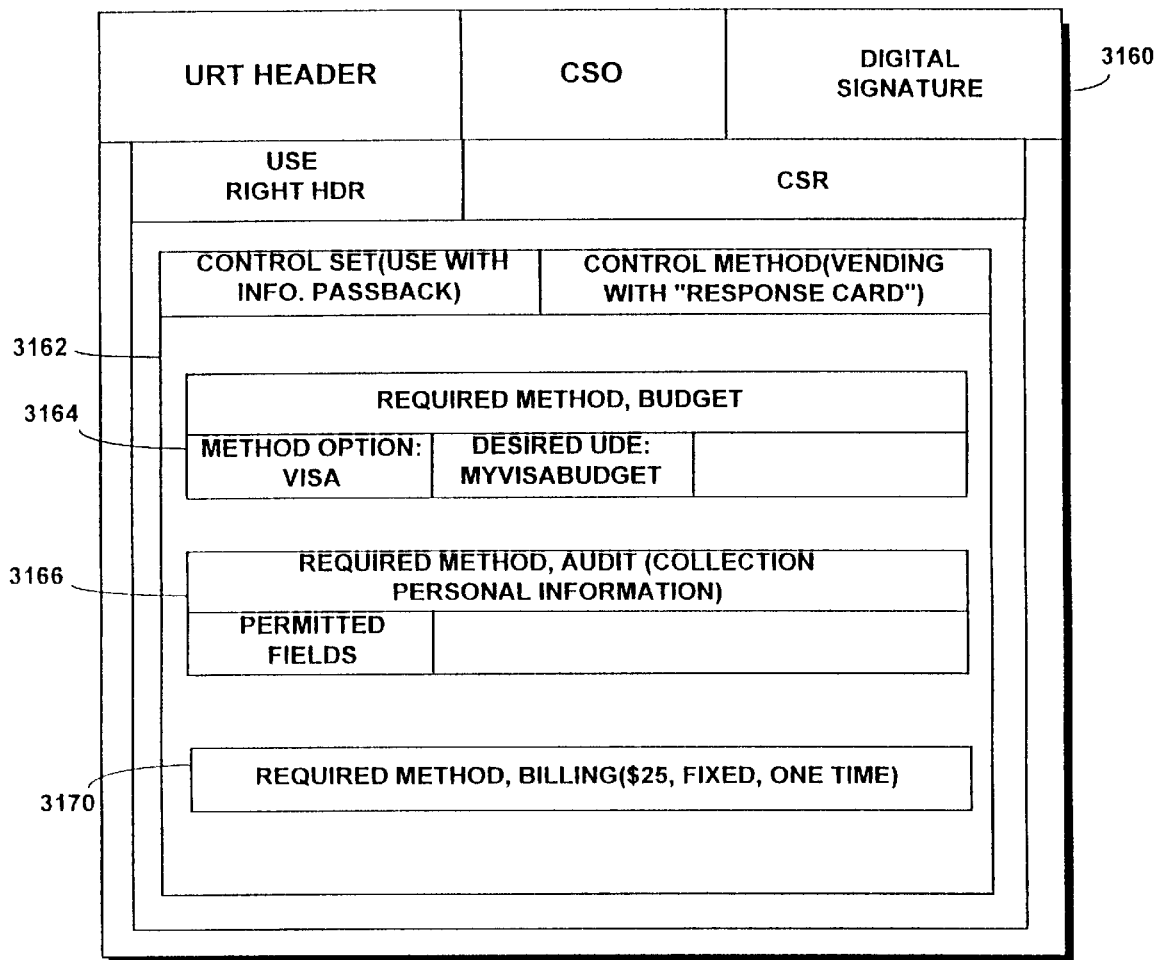 URT HEADER
CSO
DIGITAL
SIGNATURE
3160
USE
RIGHT HDR
CSR
CONTROL SET(USE WITH
INFO. PASSBACK)
CONTROL METHOD(VENDING
WITH "RESPONSE CARD")
3162
REQUIRED METHOD, BUDGET
3164
METHOD OPTION:
VISA
DESIRED UDE:
MYVISABUDGET
REQUIRED METHOD, AUDIT (COLLECTION
PERSONAL INFORMATION)
3166
PERMITTED
FIELDS
REQUIRED METHOD, BILLING($25, FIXED, ONE TIME)
3170